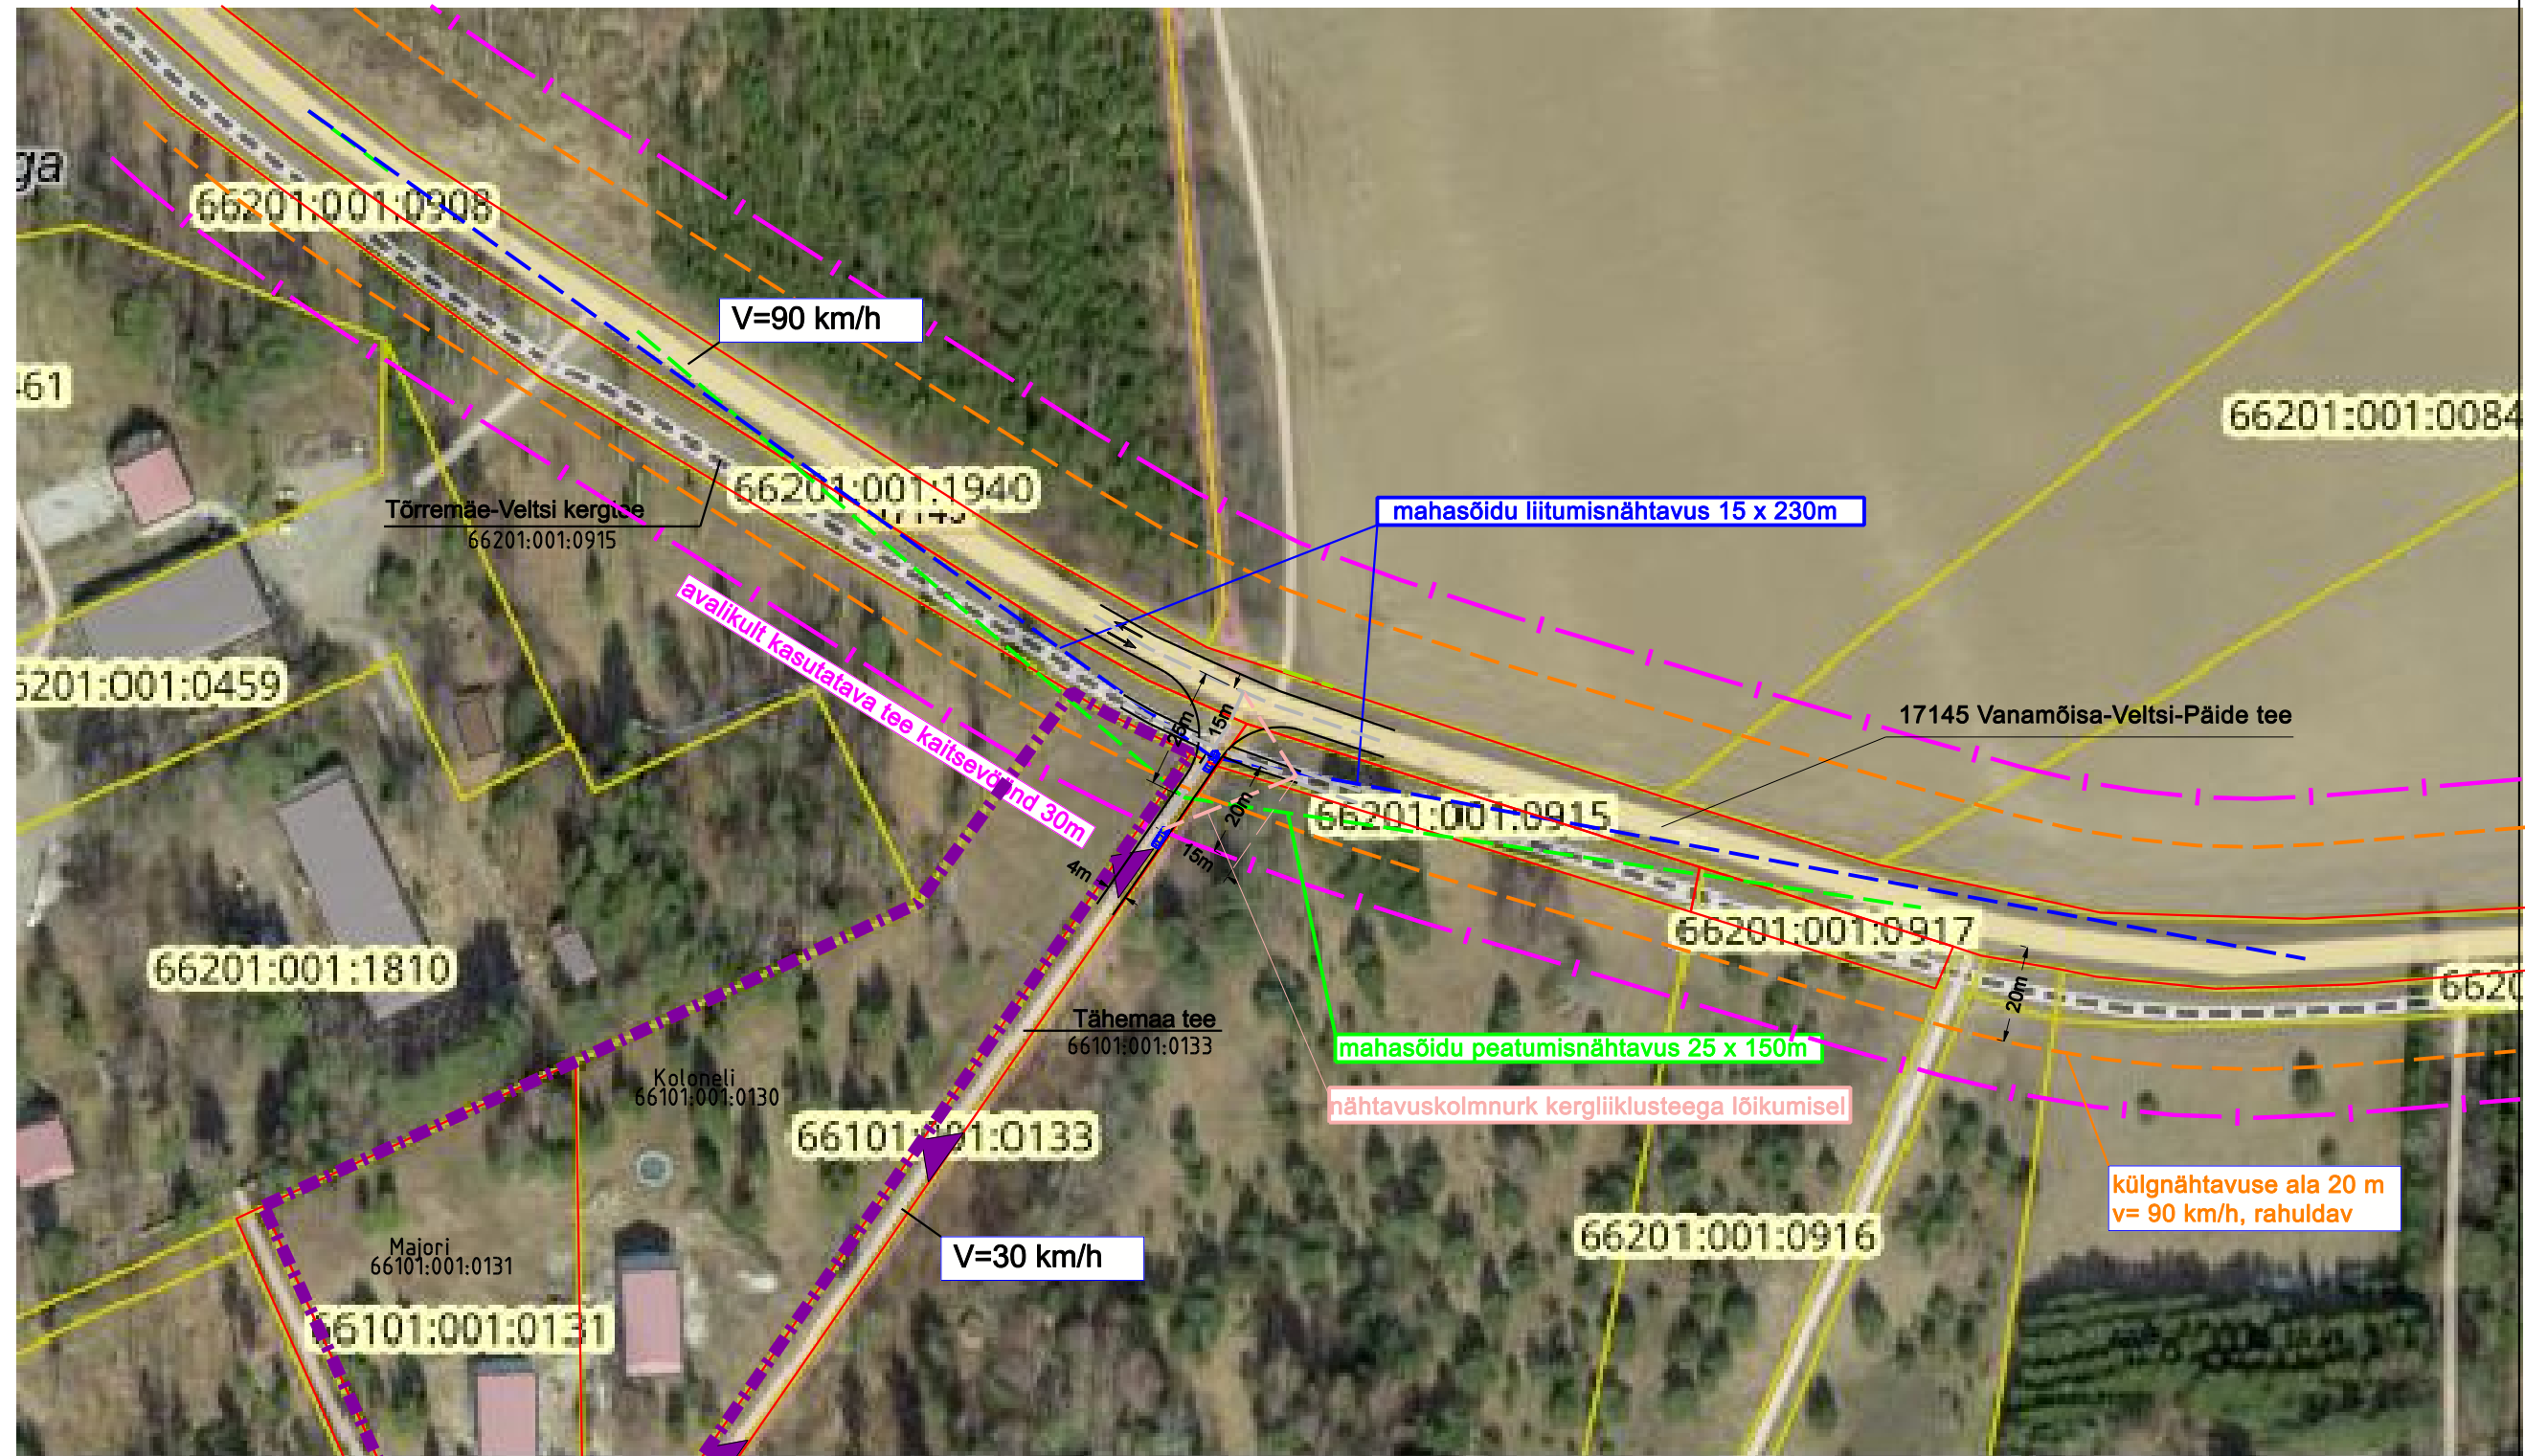 ga
66201:001:0908
V=90 km/h
461
66201:001:0084
66201:001:1940
17145
Tõrremäe-Veltsi kergtee
66201:001:0915
mahasõidu liitumisnähtavus 15 x 230m
avalikult kasutatava tee kaitsevöönd 30m
6201:001:0459
17145 Vanamõisa-Veltsi-Päide tee
25m
15m
20m
15m
4m
66201:001:0915
66201:001:0917
20m
6620
66201:001:1810
Tähemaa tee
66101:001:0133
mahasõidu peatumisnähtavus 25 x 150m
nähtavuskolmnurk kergliiklusteega lõikumisel
Koloneli
66101:001:0130
66101:001:0133
külgnähtavuse ala 20 m
v= 90 km/h, rahuldav
66201:001:0916
V=30 km/h
Majori
66101:001:0131
66101:001:0131